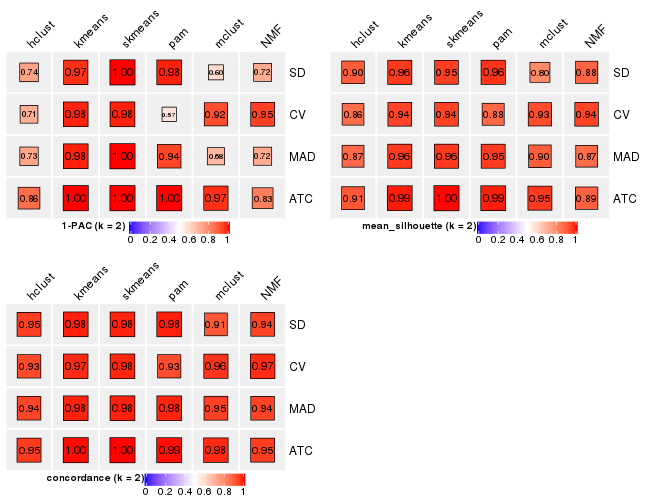 hclust kmeans skmeans pam mclust NMF
0.74 0.97 1.00 0.98 0.60 0.72 SD
0.71 0.98 0.98 0.57 0.92 0.95 CV
0.73 0.98 1.00 0.94 0.68 0.72 MAD
0.86 1.00 1.00 1.00 0.97 0.83 ATC
1-PAC (k = 2)
0 0.2 0.4 0.6 0.8 1
hclust kmeans skmeans pam mclust NMF
0.90 0.96 0.95 0.96 0.80 0.88 SD
0.86 0.94 0.94 0.88 0.93 0.94 CV
0.87 0.96 0.96 0.95 0.90 0.87 MAD
0.91 0.99 1.00 0.99 0.95 0.89 ATC
mean_silhouette (k = 2)
0 0.2 0.4 0.6 0.8 1
hclust kmeans skmeans pam mclust NMF
0.95 0.98 0.98 0.98 0.91 0.94 SD
0.93 0.97 0.98 0.93 0.96 0.97 CV
0.94 0.98 0.98 0.98 0.95 0.94 MAD
0.95 1.00 1.00 0.99 0.98 0.95 ATC
concordance (k = 2)
0 0.2 0.4 0.6 0.8 1